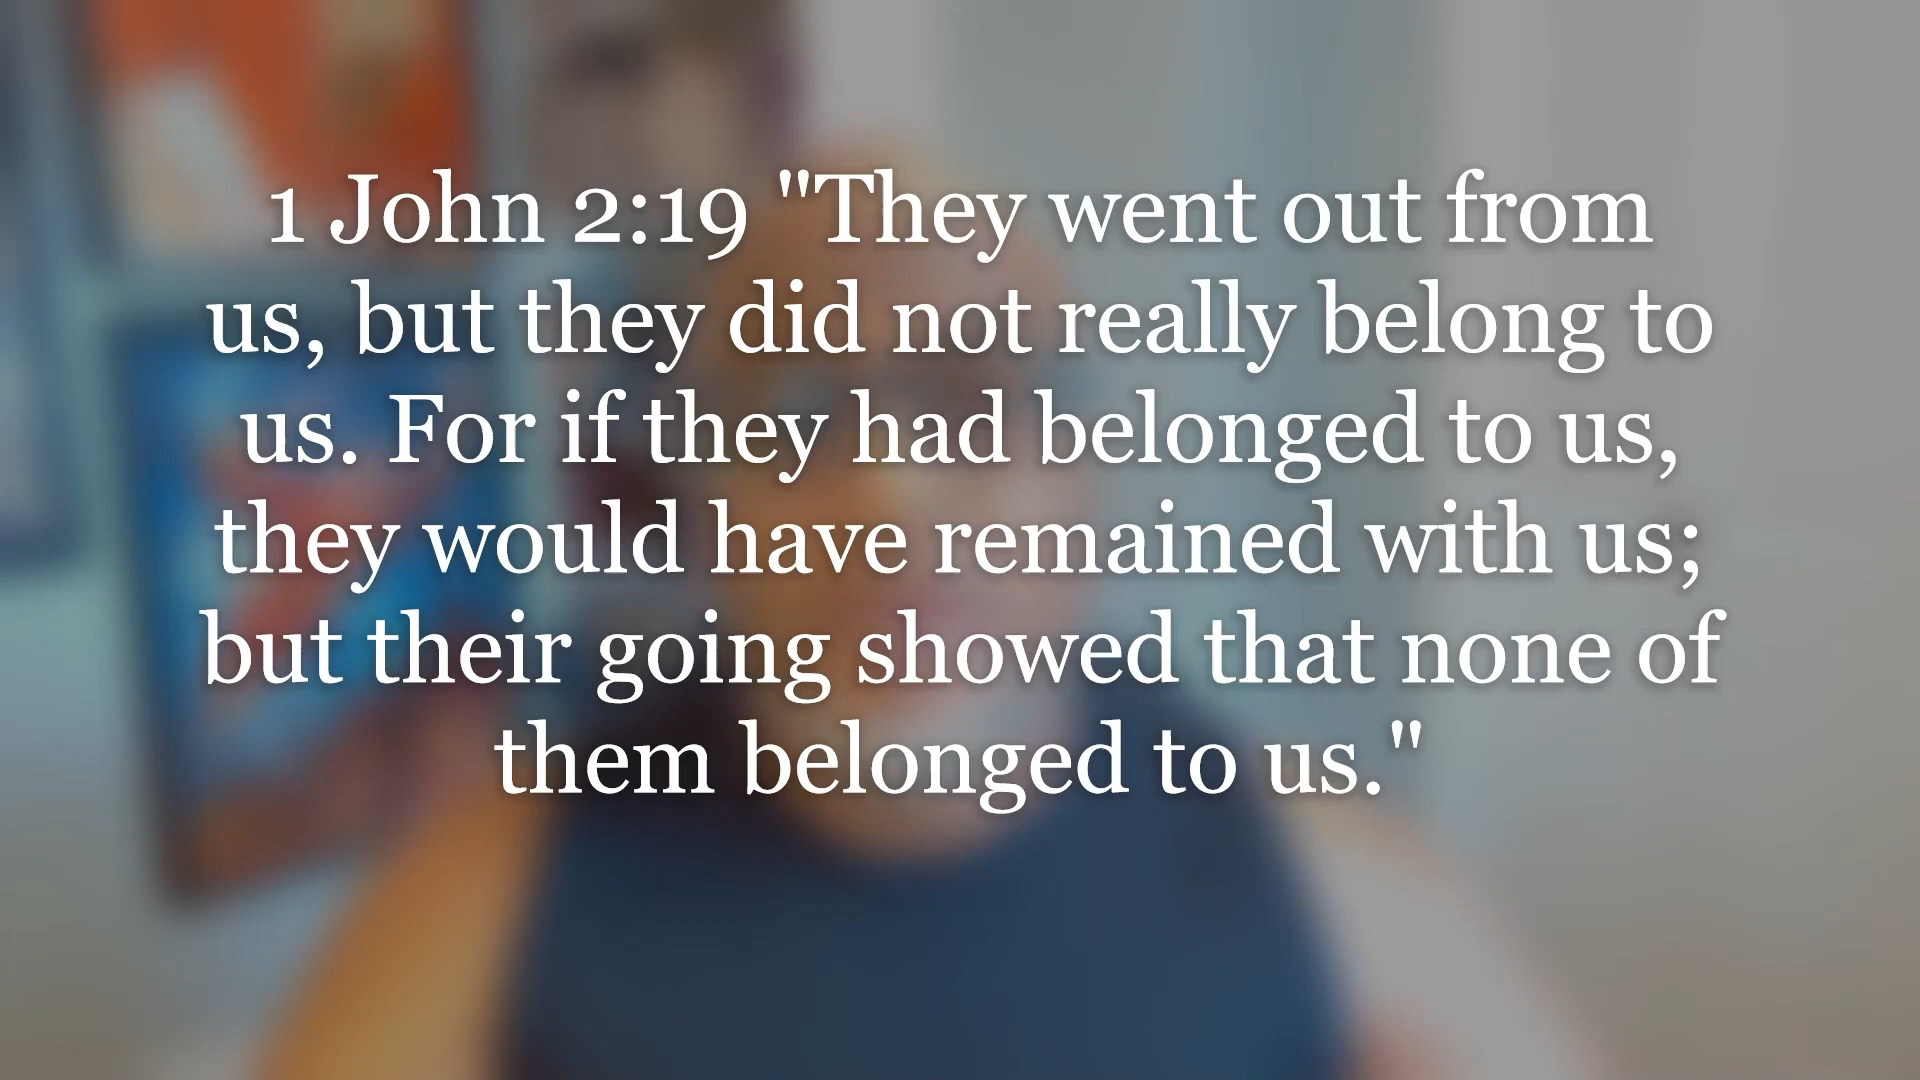 1 John 2:19 "They went out from
us, but they did not really belong to
us. For if they had belonged to us,
they would have remained with us;
but their going showed that none of
them belonged to us."